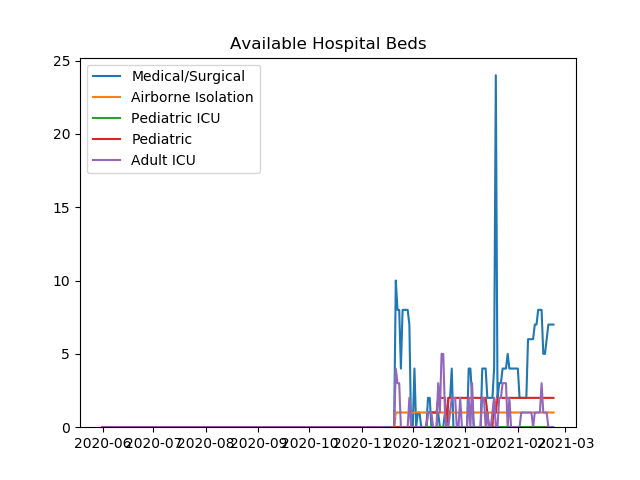 Available Hospital Beds
25
20
15
10
5
0
Medical/Surgical
Airborne Isolation
Pediatric ICU
Pediatric
Adult ICU
2020-06 2020-07 2020-08 2020-09 2020-10 2020-11 2020-12 2021-01 2021-02 2021-03